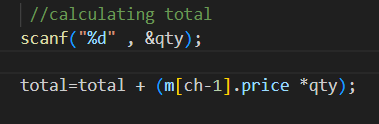 //calculating total
scanf("%d" , &qty);
total=total + (m[ch-1].price *qty);